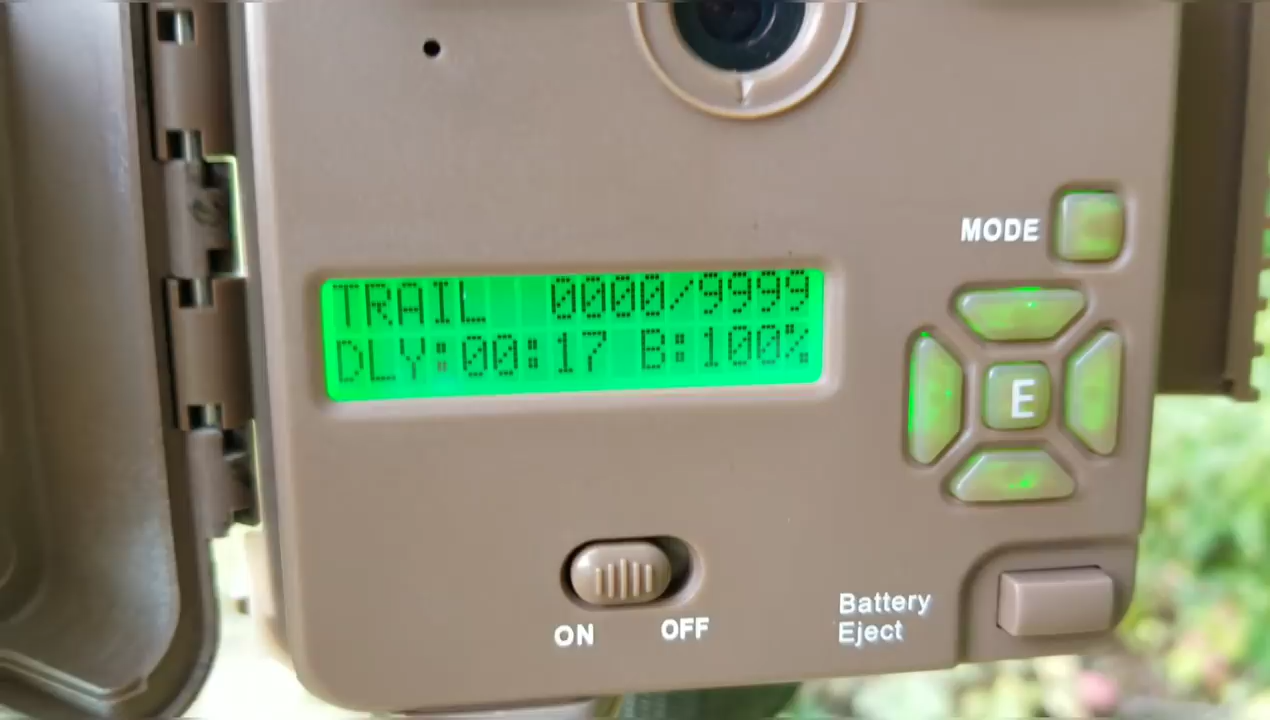 MODE
TRAIL 0000/9999
DLY:00:17 B:100%
E
ON OFF
Battery
Eject